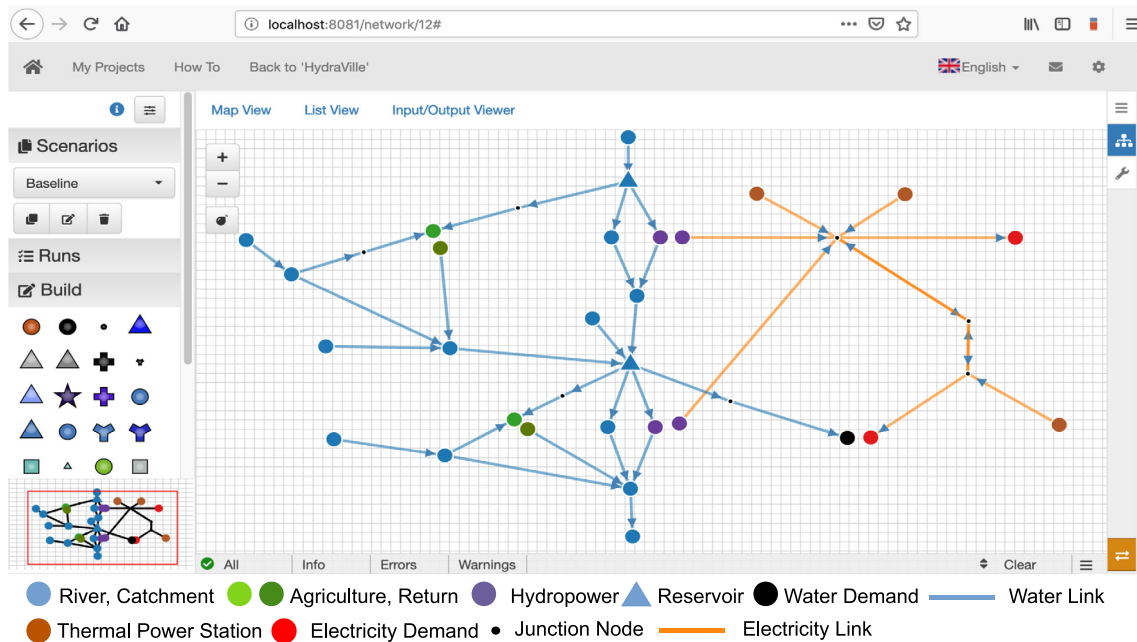 localhost:8081/network/12#
My Projects How To Back to 'HydraVille' English
Map View List View Input/Output Viewer
Scenarios
Baseline
Runs
Build
All Info Errors Warnings Clear
River, Catchment Agriculture, Return Hydropower Reservoir Water Demand Water Link
Thermal Power Station Electricity Demand Junction Node Electricity Link